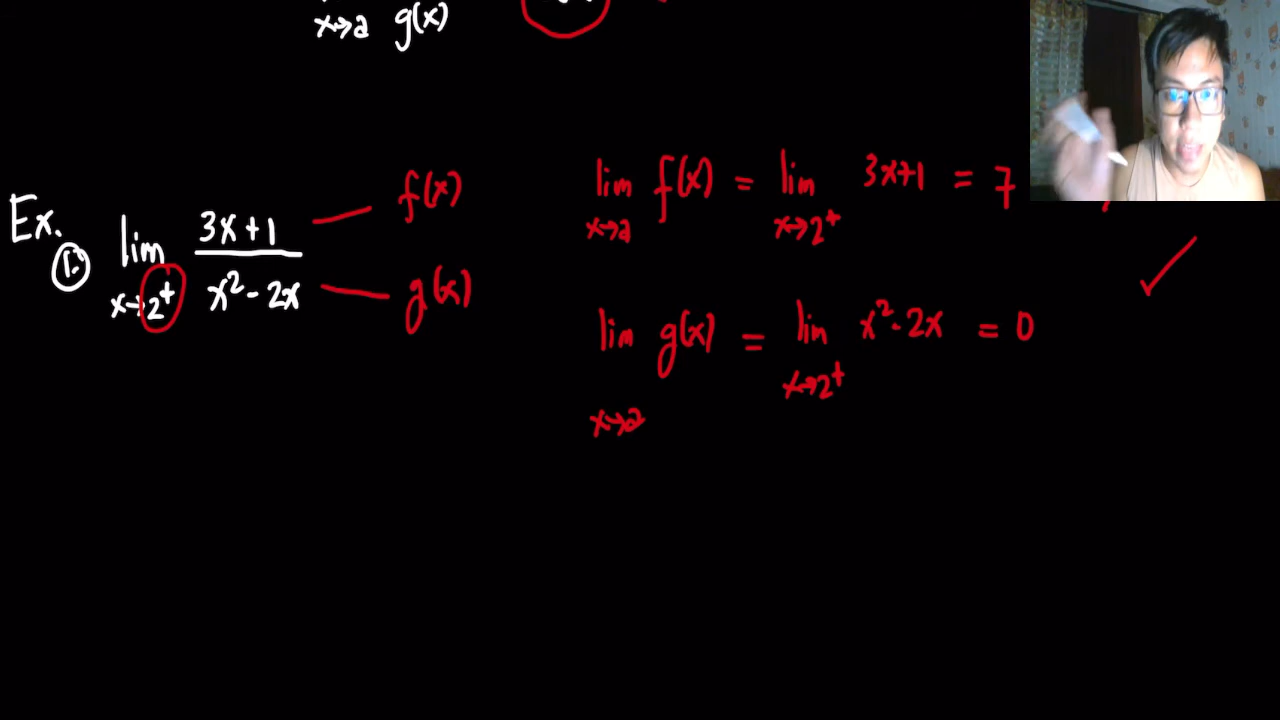 lim
x→a g(x)
Ex.
1. lim 3x+1 / x²-2x
x→2⁺
f(x)
g(x)
lim f(x) = lim 3x+1 = 7
x→a x→2⁺
lim g(x) = lim x²-2x = 0
x→a x→2⁺